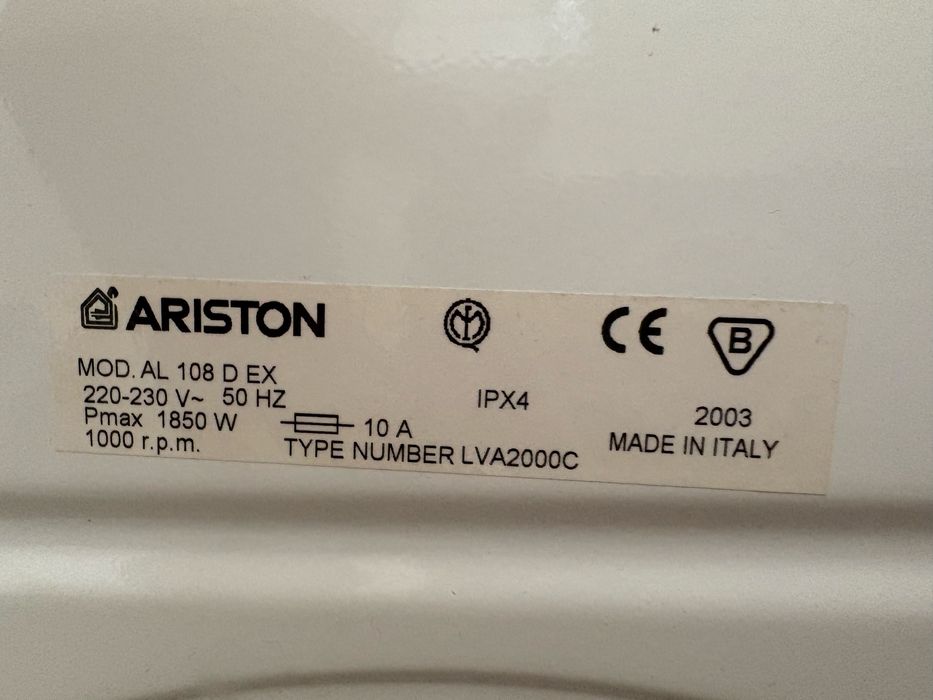 ARISTON
MOD. AL 108 D EX
220-230 V~ 50 HZ
Pmax 1850 W
10 A
1000 r.p.m.
TYPE NUMBER LVA2000C
IMQ
IPX4
CE
B
2003
MADE IN ITALY